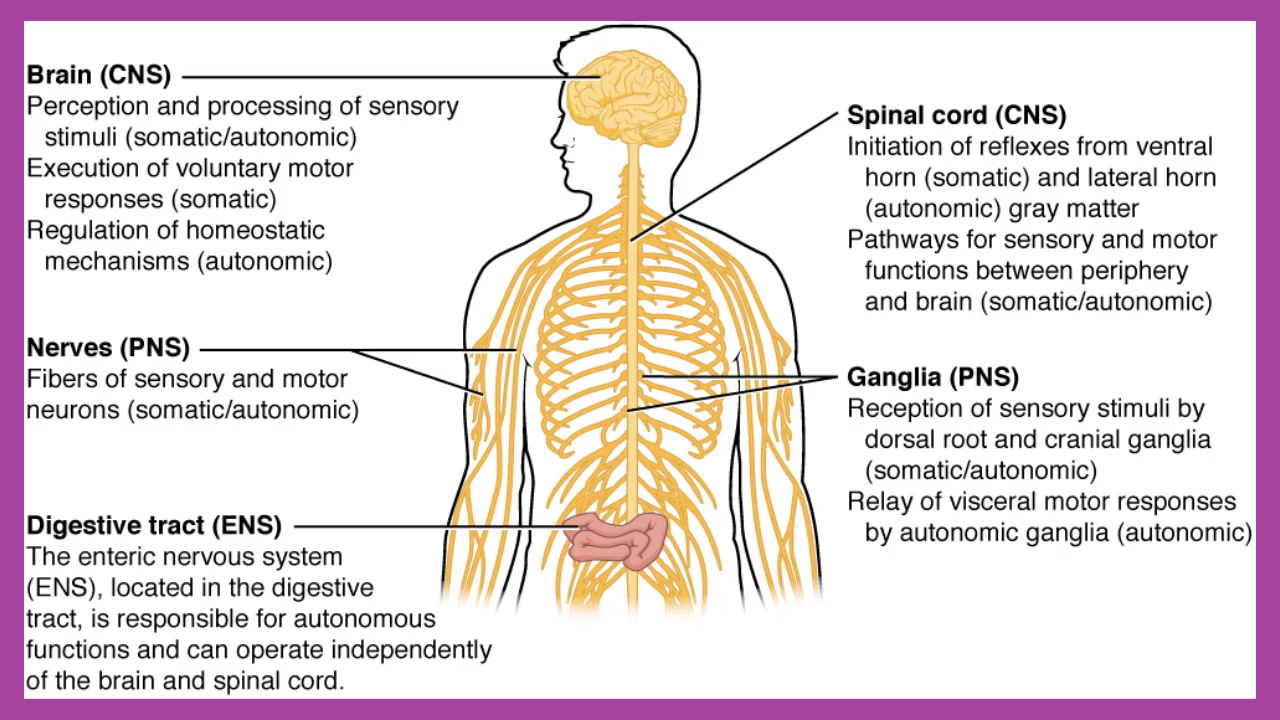 Brain (CNS)
Perception and processing of sensory
stimuli (somatic/autonomic)
Execution of voluntary motor
responses (somatic)
Regulation of homeostatic
mechanisms (autonomic)
Nerves (PNS)
Fibers of sensory and motor
neurons (somatic/autonomic)
Digestive tract (ENS)
The enteric nervous system
(ENS), located in the digestive
tract, is responsible for autonomous
functions and can operate independently
of the brain and spinal cord.
Spinal cord (CNS)
Initiation of reflexes from ventral
horn (somatic) and lateral horn
(autonomic) gray matter
Pathways for sensory and motor
functions between periphery
and brain (somatic/autonomic)
Ganglia (PNS)
Reception of sensory stimuli by
dorsal root and cranial ganglia
(somatic/autonomic)
Relay of visceral motor responses
by autonomic ganglia (autonomic)